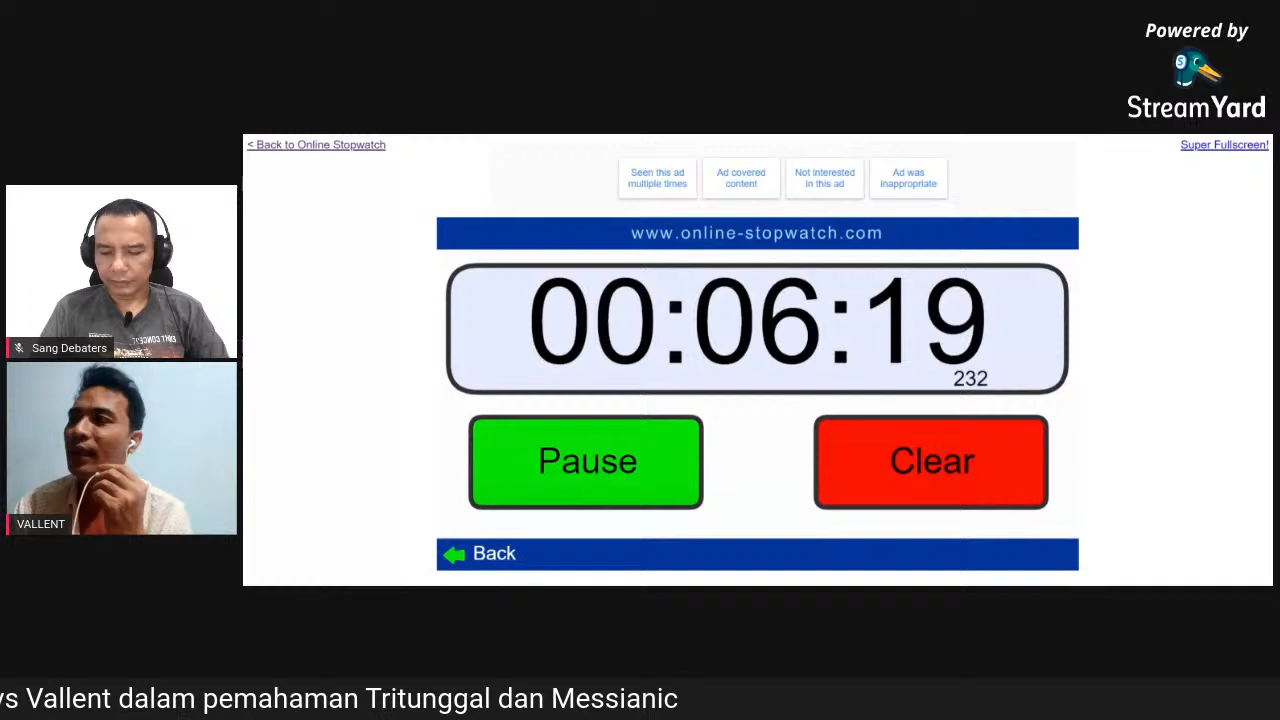 Powered by
StreamYard
< Back to Online Stopwatch
Super Fullscreen!
Seen this ad
multiple times
Ad covered
content
Not interested
in this ad
Ad was
inappropriate
www.online-stopwatch.com
00:06:19
232
Pause
Clear
Back
Sang Debaters
VALLENT
vs Vallent dalam pemahaman Tritunggal dan Messianic